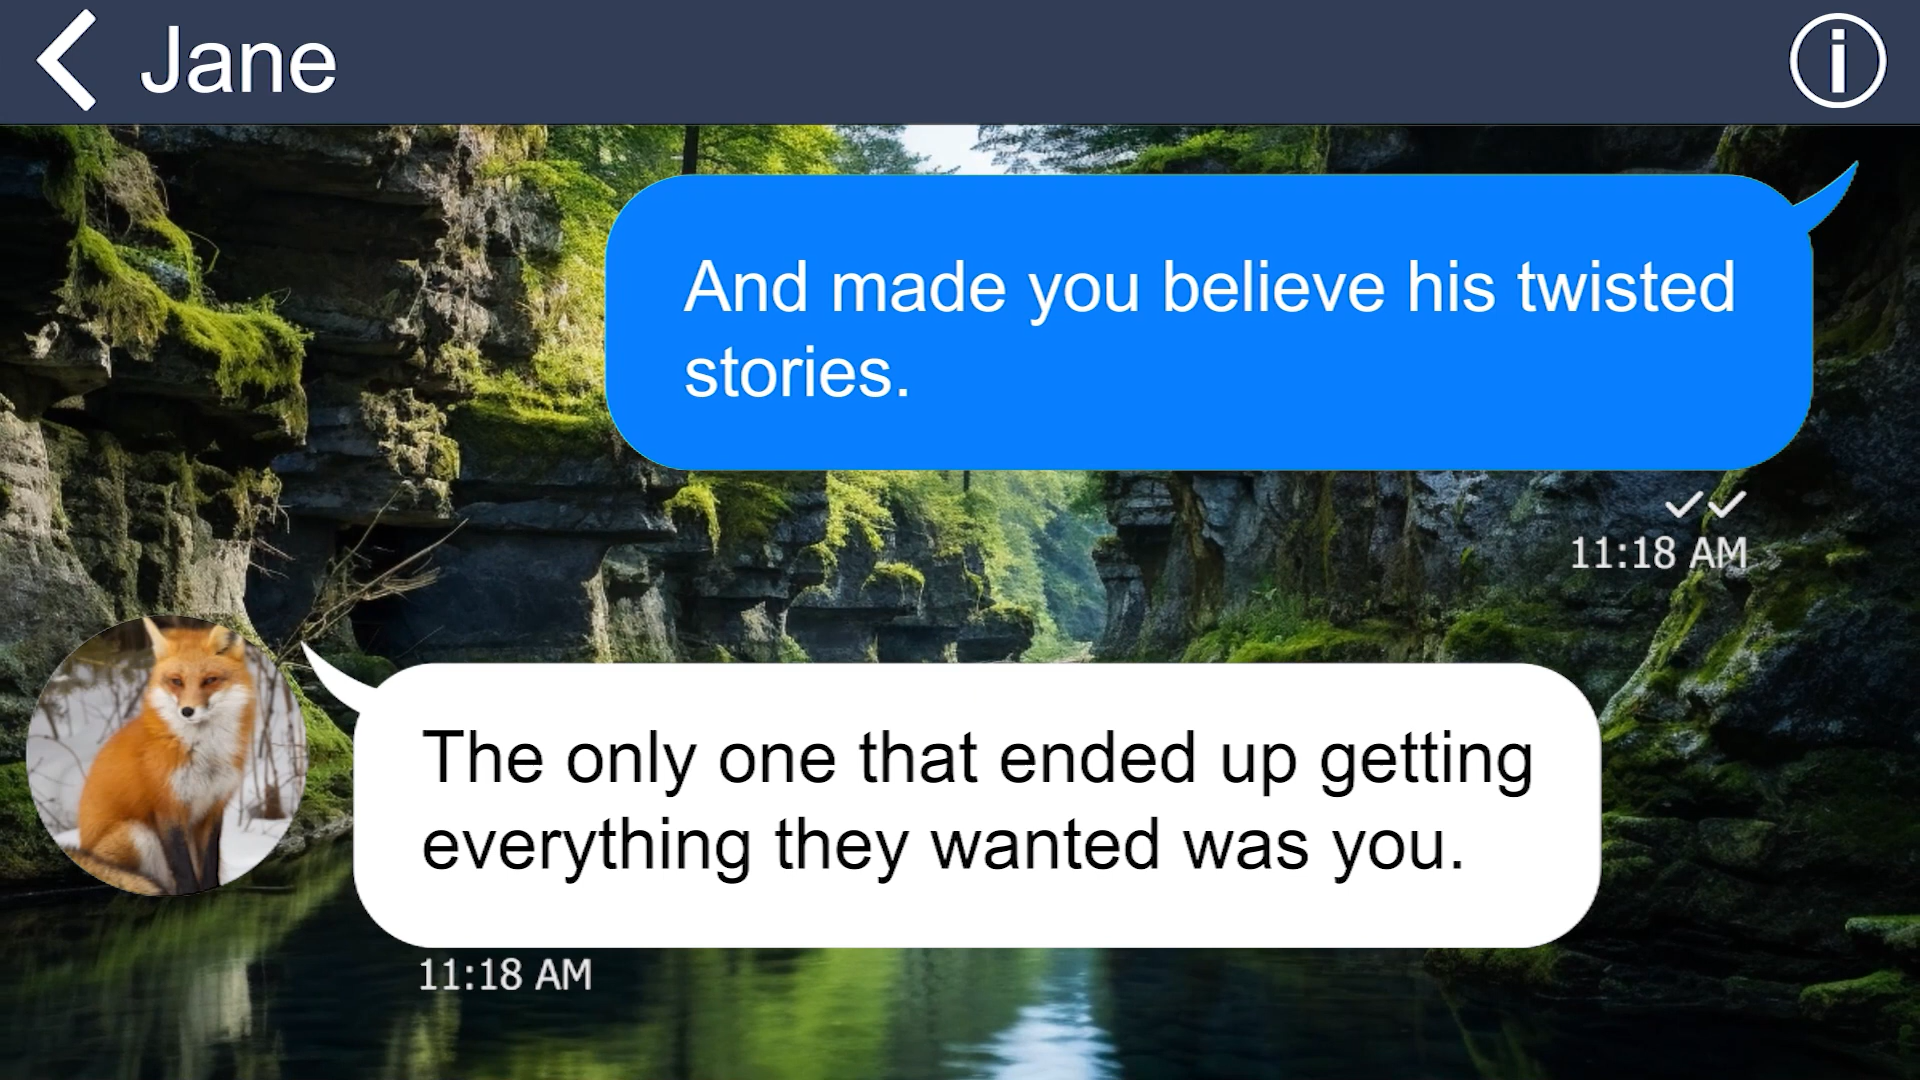 Jane
And made you believe his twisted
stories.
11:18 AM
The only one that ended up getting
everything they wanted was you.
11:18 AM